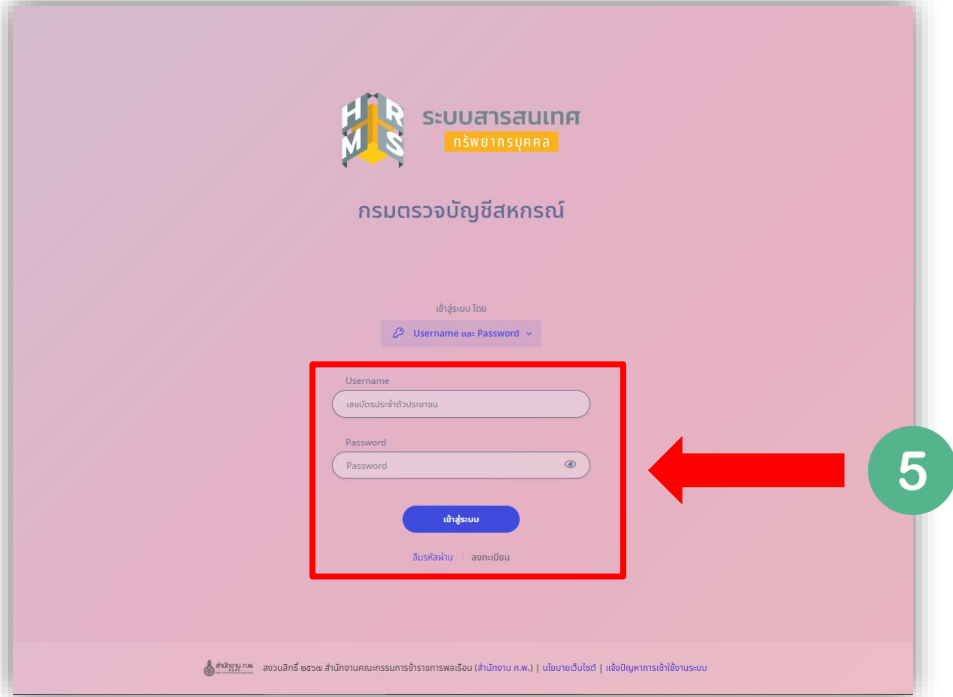 HR
MS
ระบบสารสนเทศ
ทรัพยากรบุคคล
กรมตรวจบัญชีสหกรณ์
เข้าสู่ระบบ โดย
Username และ Password
Username
เลขบัตรประจำตัวประชาชน
Password
Password
5
เข้าสู่ระบบ
ลืมรหัสผ่าน | ลงทะเบียน
สำนักงาน ก.พ. สงวนลิขสิทธิ์ ๒๕๖๗ สำนักงานคณะกรรมการข้าราชการพลเรือน (สำนักงาน ก.พ.) | นโยบายเว็บไซต์ | แจ้งปัญหาการเข้าใช้งานระบบ